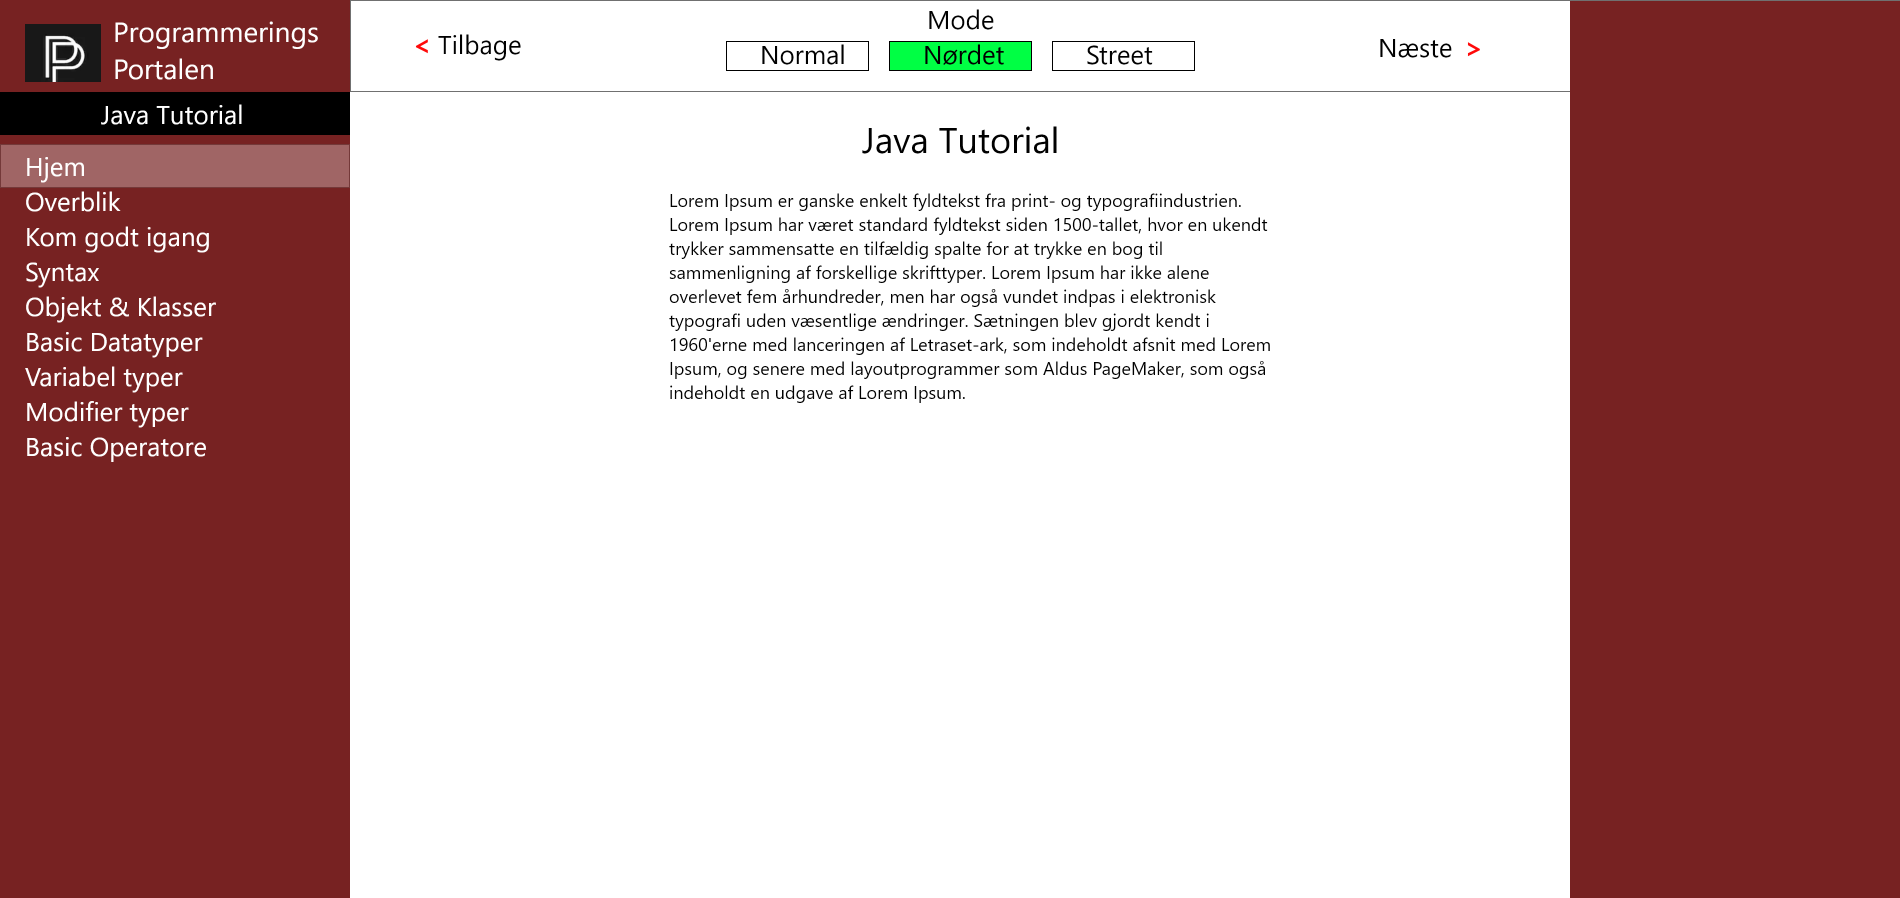 Programmerings
Portalen
Java Tutorial
Hjem
Overblik
Kom godt igang
Syntax
Objekt & Klasser
Basic Datatyper
Variabel typer
Modifier typer
Basic Operatore
< Tilbage
Mode
Normal
Nørdet
Street
Næste >
Java Tutorial
Lorem Ipsum er ganske enkelt fyldtekst fra print- og typografiindustrien.
Lorem Ipsum har været standard fyldtekst siden 1500-tallet, hvor en ukendt
trykker sammensatte en tilfældig spalte for at trykke en bog til
sammenligning af forskellige skrifttyper. Lorem Ipsum har ikke alene
overlevet fem århundreder, men har også vundet indpas i elektronisk
typografi uden væsentlige ændringer. Sætningen blev gjordt kendt i
1960'erne med lanceringen af Letraset-ark, som indeholdt afsnit med Lorem
Ipsum, og senere med layoutprogrammer som Aldus PageMaker, som også
indeholdt en udgave af Lorem Ipsum.